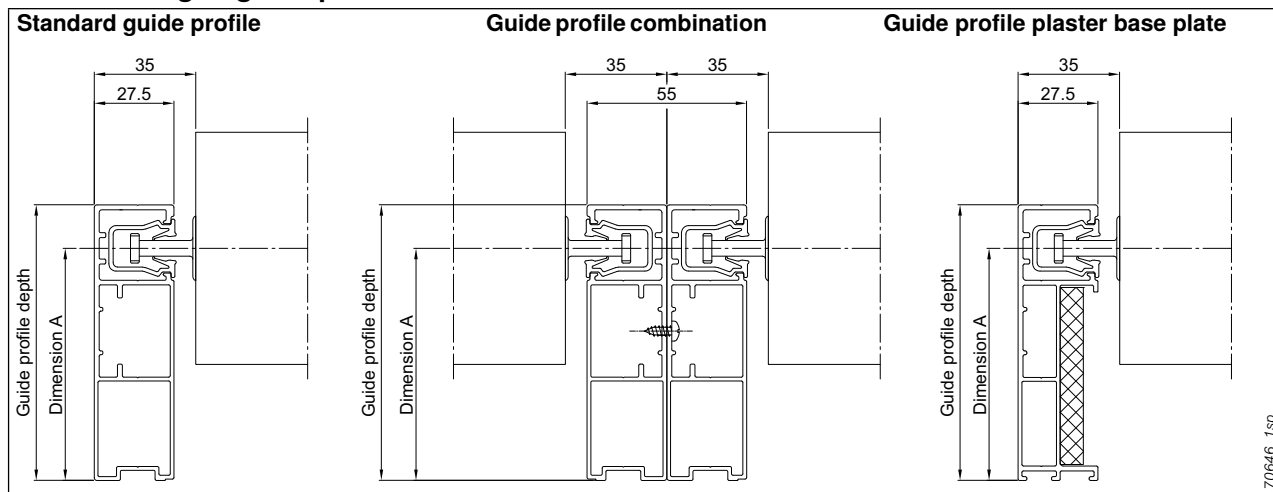 Standard guide profile
35
27.5
Guide profile depth
Dimension A
Guide profile combination
35 35
55
Guide profile depth
Dimension A
Guide profile plaster base plate
35
27.5
Guide profile depth
Dimension A